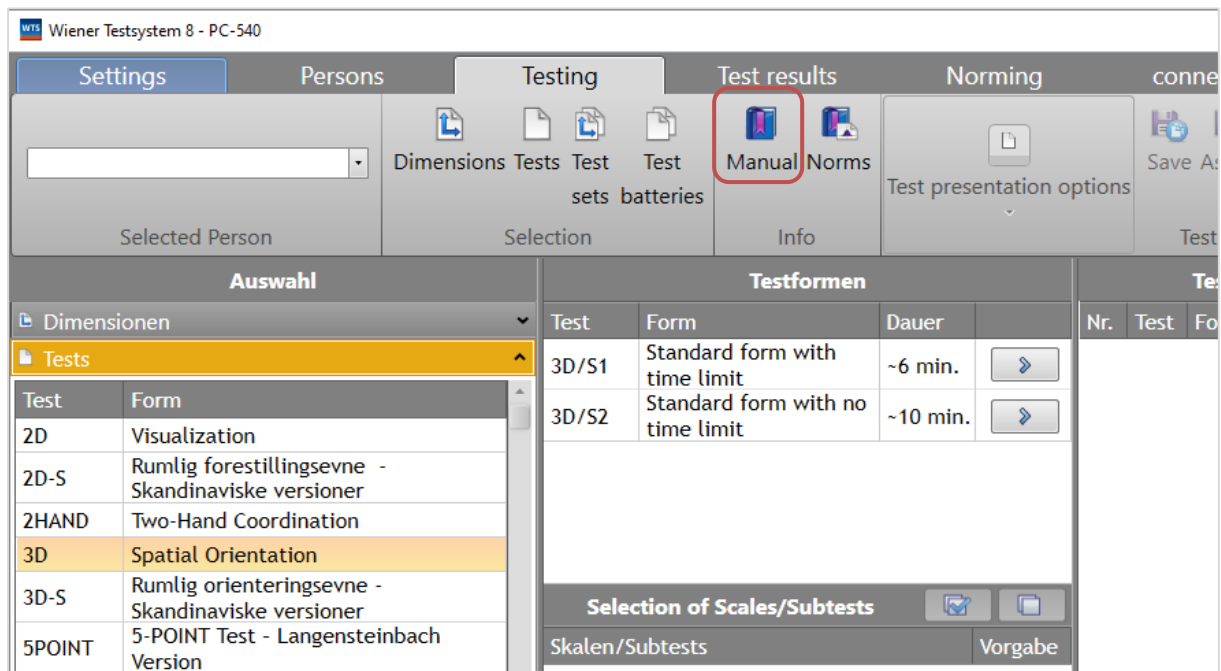 WTS Wiener Testsystem 8 - PC-540
Settings Persons Testing Test results Norming conne
Dimensions Tests Test sets Test batteries Manual Norms Test presentation options Save As
Selected Person Selection Info Test
Auswahl Testformen Te
Dimensionen
Test Form Dauer Nr. Test Fo
Tests
3D/S1 Standard form with time limit ~6 min.
3D/S2 Standard form with no time limit ~10 min.
Test Form
2D Visualization
2D-S Rumlig forestillingsevne -
Skandinaviske versioner
2HAND Two-Hand Coordination
3D Spatial Orientation
3D-S Rumlig orienteringsevne -
Skandinaviske versioner
5POINT 5-POINT Test - Langensteinbach
Version
Selection of Scales/Subtests
Skalen/Subtests Vorgabe